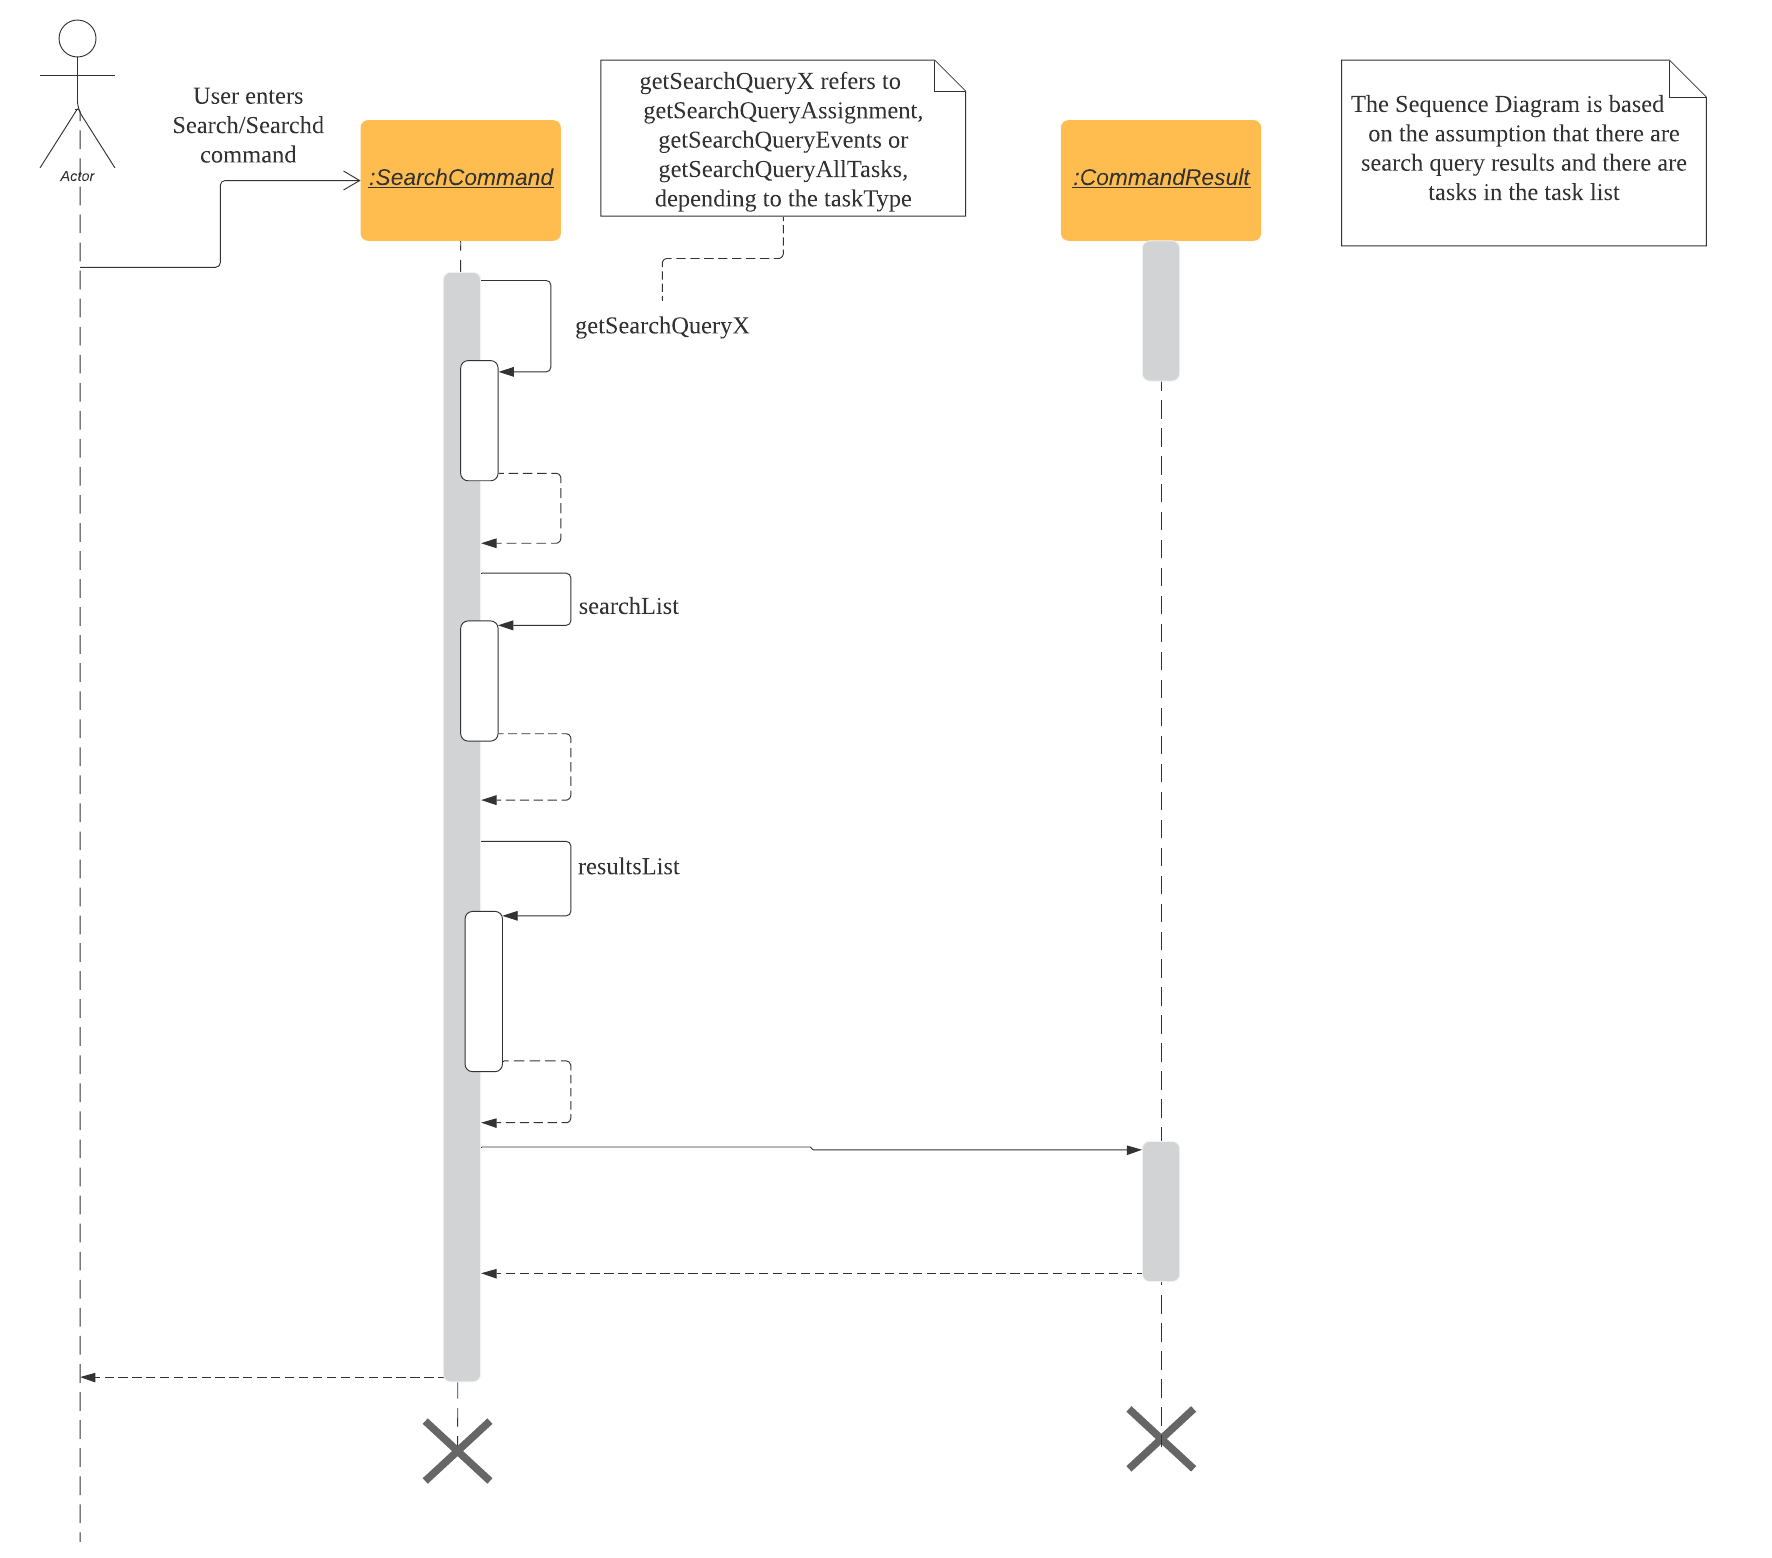 Actor
User enters
Search/Searchd
command
:SearchCommand
getSearchQueryX refers to
getSearchQueryAssignment,
getSearchQueryEvents or
getSearchQueryAllTasks,
depending to the taskType
:CommandResult
The Sequence Diagram is based
on the assumption that there are
search query results and there are
tasks in the task list
getSearchQueryX
searchList
resultsList